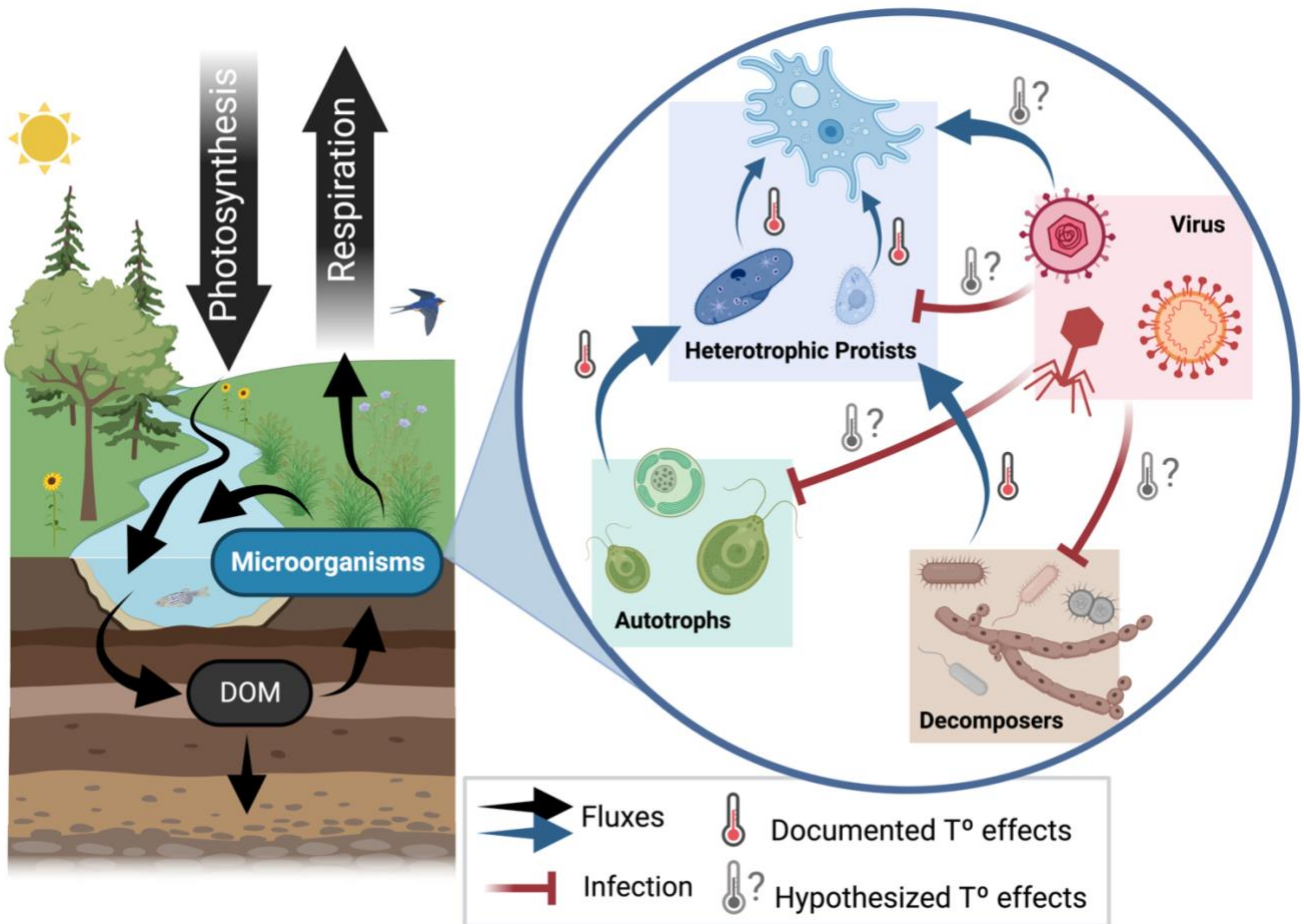 Photosynthesis
Respiration
Microorganisms
DOM
?
Virus
?
Heterotrophic Protists
?
?
Autotrophs
Decomposers
Fluxes
Documented Tº effects
Infection
? Hypothesized Tº effects